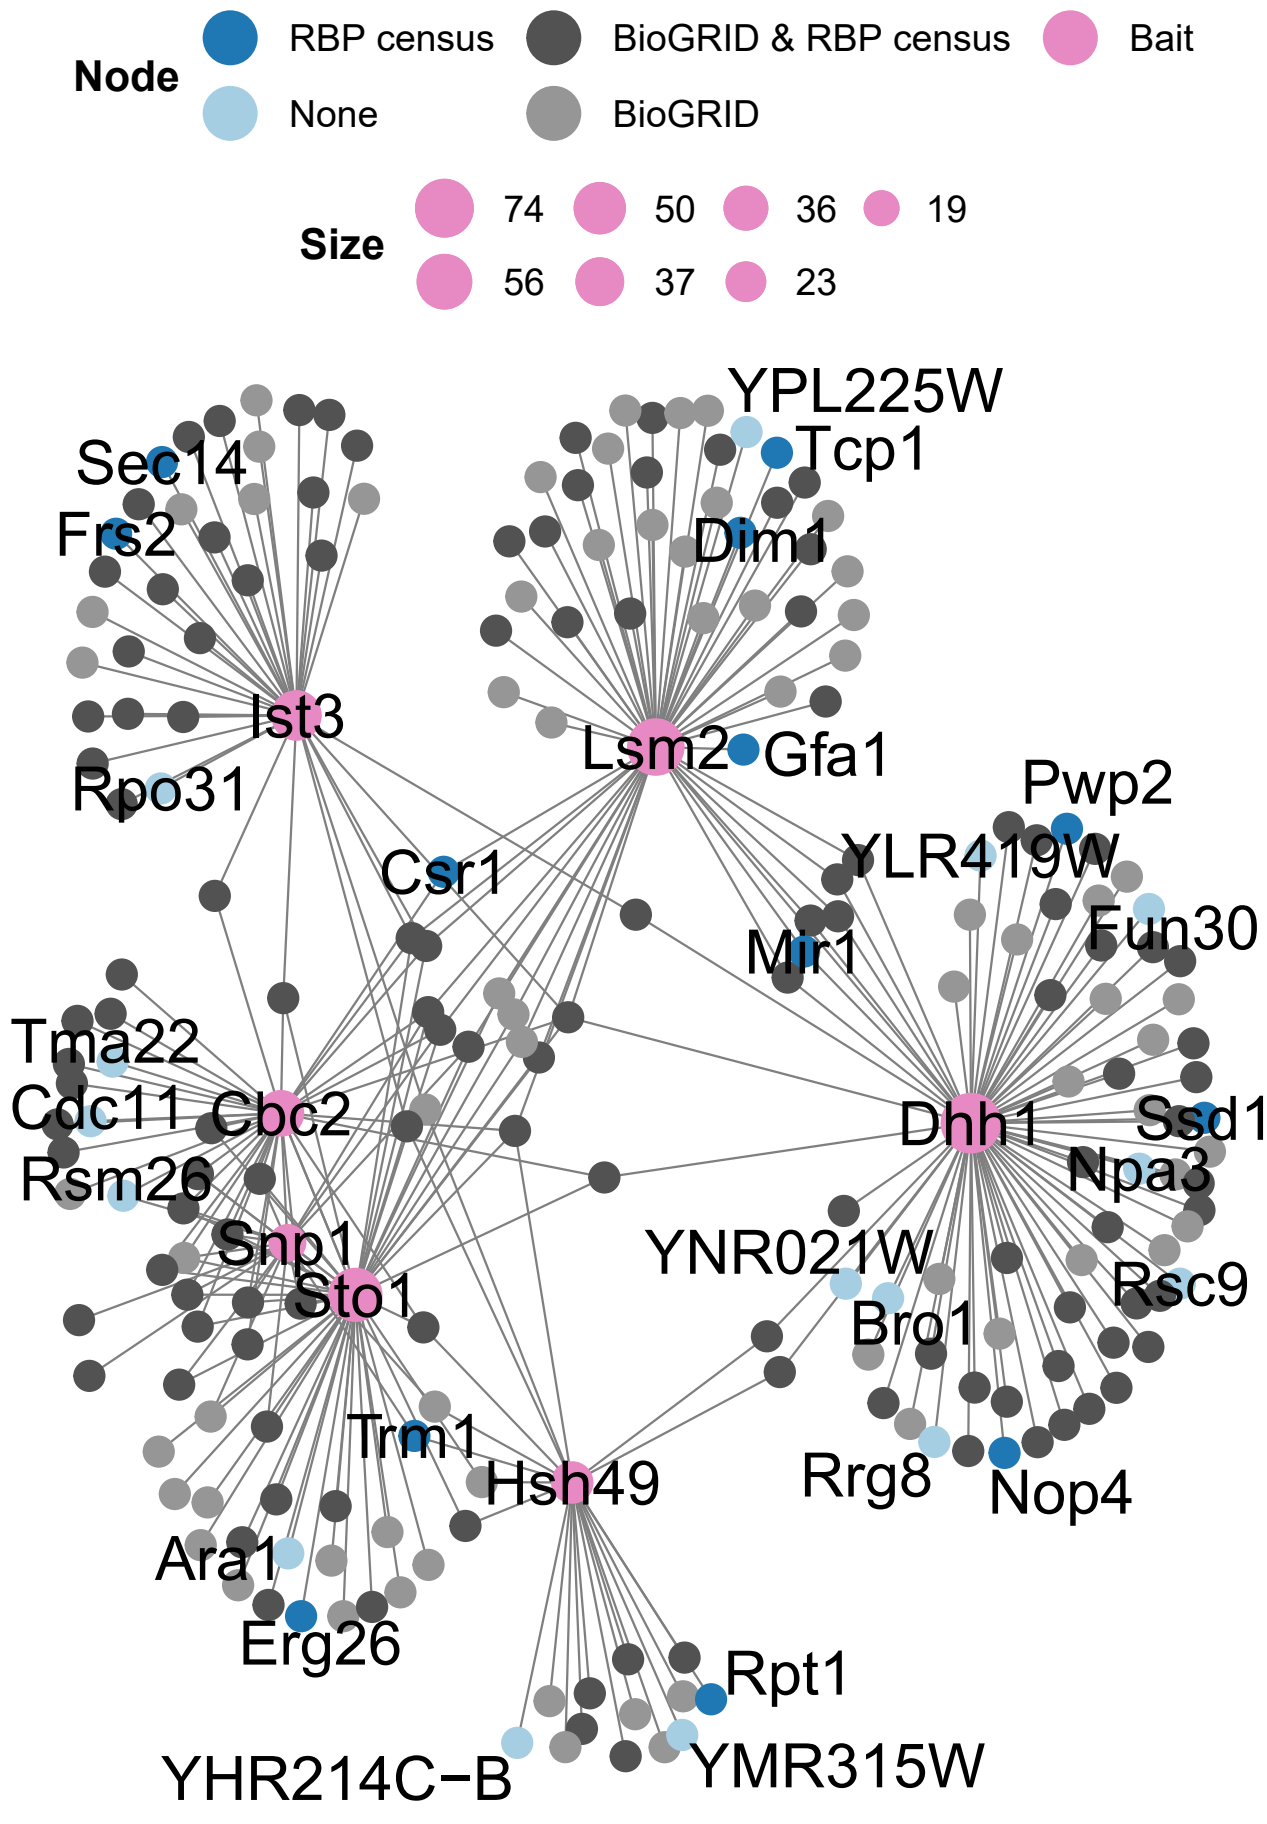 Node
RBP census
BioGRID & RBP census
Bait
None
BioGRID
Size
74
50
36
19
56
37
23
YPL225W
Tcp1
Sec14
Frs2
Dim1
Ist3
Lsm2
Gfa1
Rpo31
Pwp2
YLR419W
Csr1
Fun30
Mir1
Tma22
Cdc11
Cbc2
Dhh1
Ssd1
Rsm26
Npa3
Snp1
YNR021W
Sto1
Rsc9
Bro1
Trm1
Hsh49
Rrg8
Nop4
Ara1
Erg26
Rpt1
YHR214C−B
YMR315W